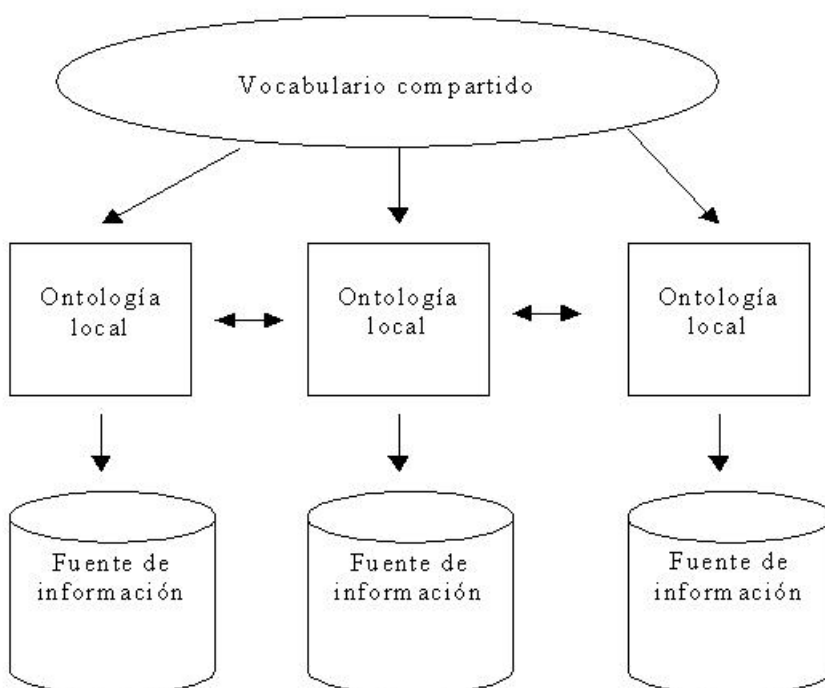 Vocabulario compartido
Ontología
local
Ontología
local
Ontología
local
Fuente de
información
Fuente de
información
Fuente de
información